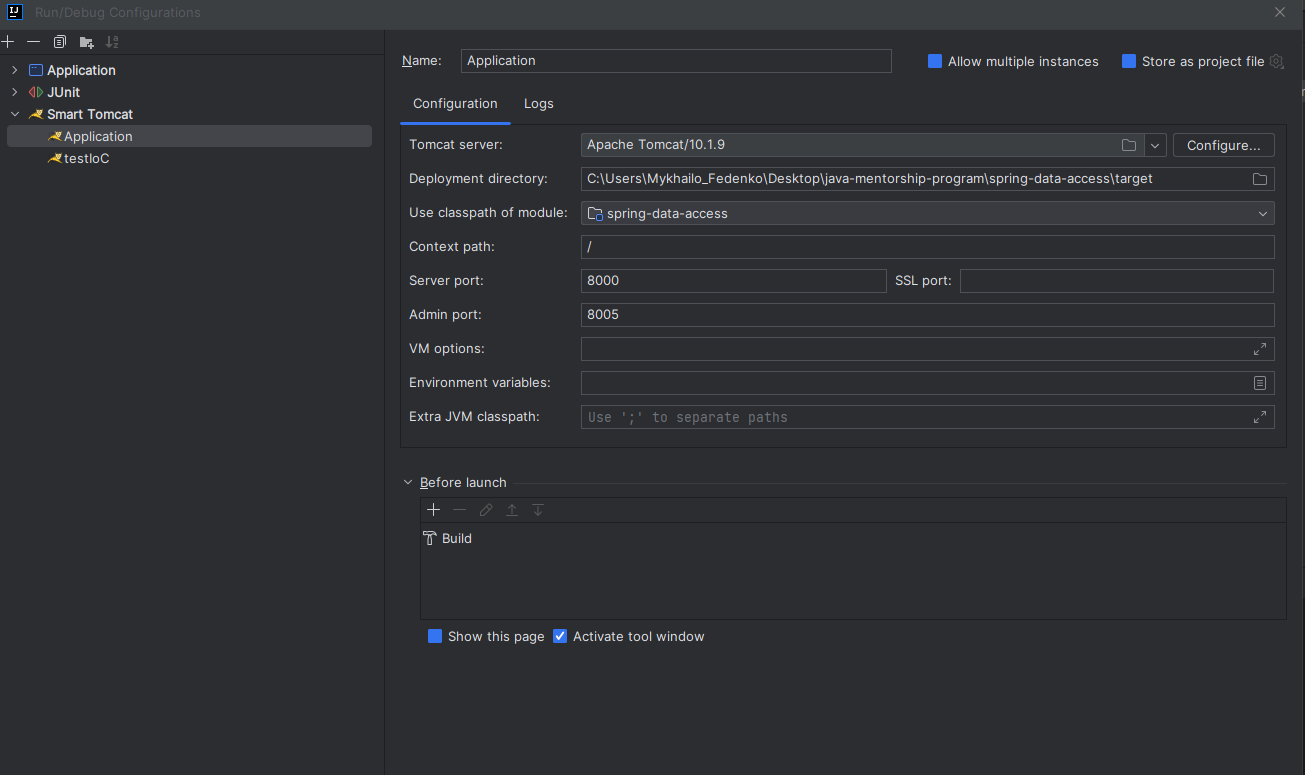 IJ Run/Debug Configurations
Application
JUnit
Smart Tomcat
Application
testIoC
Name: Application
Allow multiple instances
Store as project file
Configuration Logs
Tomcat server: Apache Tomcat/10.1.9 Configure...
Deployment directory: C:\Users\Mykhailo_Fedenko\Desktop\java-mentorship-program\spring-data-access\target
Use classpath of module: spring-data-access
Context path: /
Server port: 8000 SSL port:
Admin port: 8005
VM options:
Environment variables:
Extra JVM classpath: Use ';' to separate paths
Before launch
Build
Show this page Activate tool window